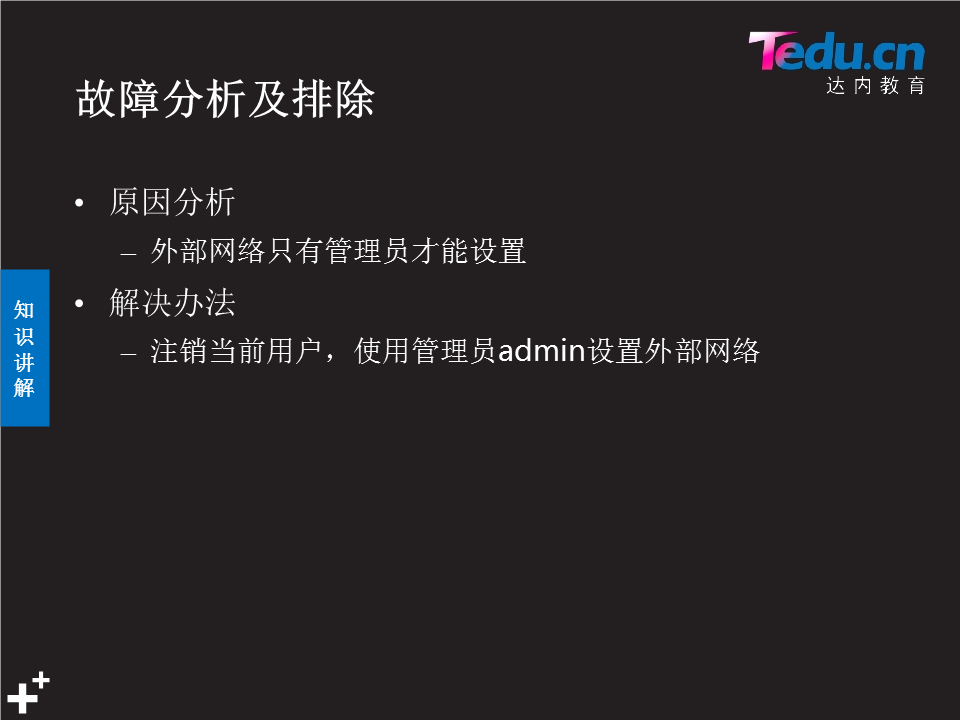 Tedu.cn
达内教育
故障分析及排除
• 原因分析
– 外部网络只有管理员才能设置
• 解决办法
– 注销当前用户，使用管理员admin设置外部网络
知
识
讲
解